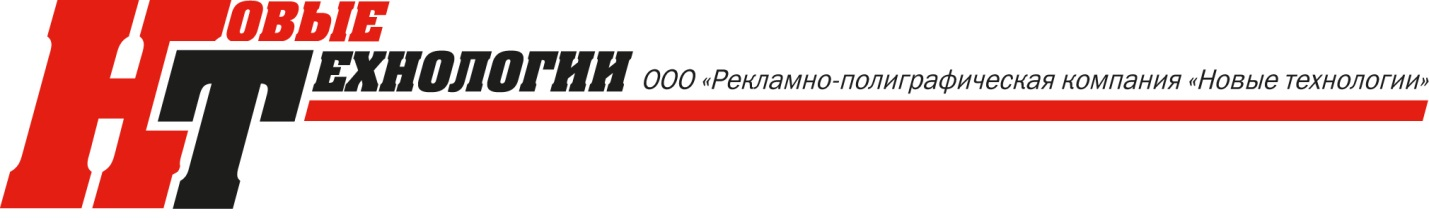 Новые
Технологии
ООО «Рекламно-полиграфическая компания «Новые технологии»